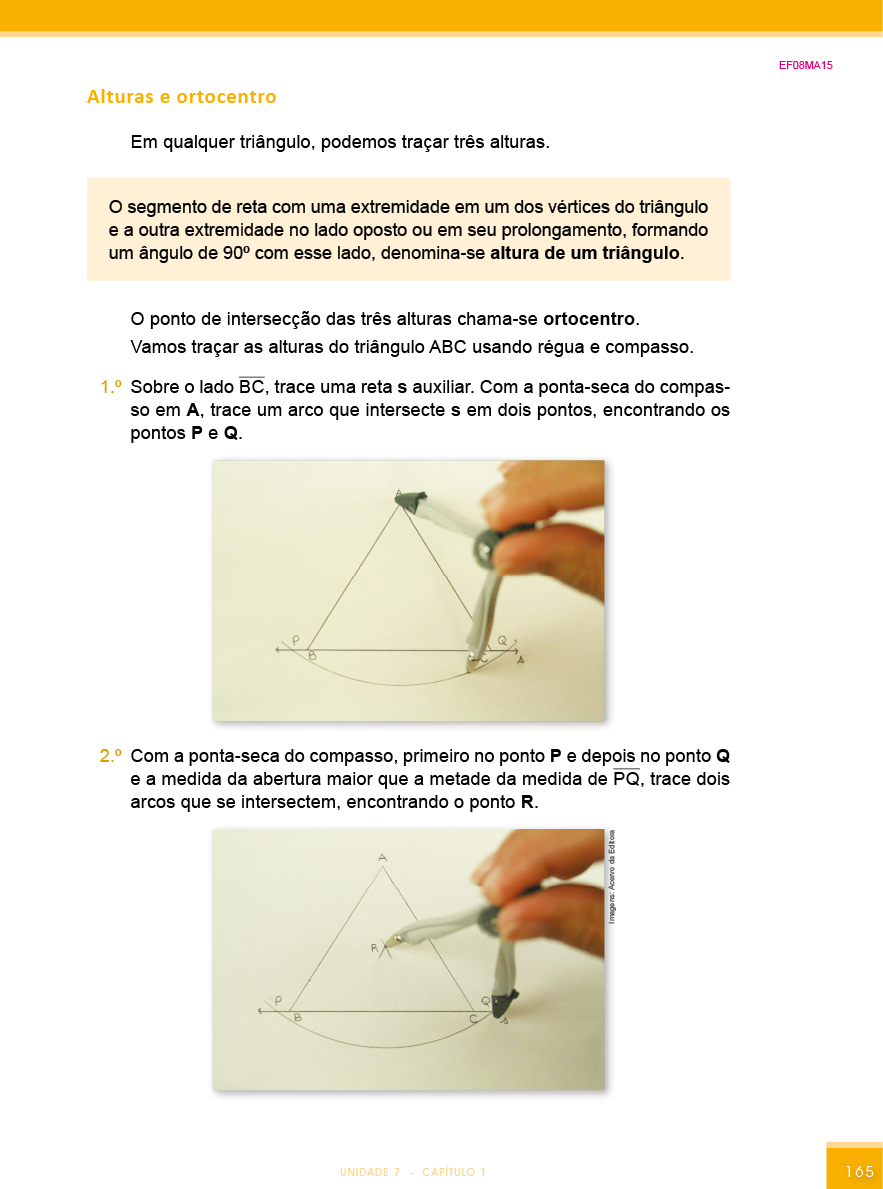 EF08MA15
Alturas e ortocentro
Em qualquer triângulo, podemos traçar três alturas.
O segmento de reta com uma extremidade em um dos vértices do triângulo
e a outra extremidade no lado oposto ou em seu prolongamento, formando
um ângulo de 90º com esse lado, denomina-se altura de um triângulo.
O ponto de intersecção das três alturas chama-se ortocentro.
Vamos traçar as alturas do triângulo ABC usando régua e compasso.
1.º Sobre o lado BC, trace uma reta s auxiliar. Com a ponta-seca do compas-
so em A, trace um arco que intersecte s em dois pontos, encontrando os
pontos P e Q.
A
P
Q
B
C
s
2.º Com a ponta-seca do compasso, primeiro no ponto P e depois no ponto Q
e a medida da abertura maior que a metade da medida de PQ, trace dois
arcos que se intersectem, encontrando o ponto R.
Imagens: Acervo da Editora
A
R
P
Q
B
C
s
UNIDADE 7 - CAPÍTULO 1
165